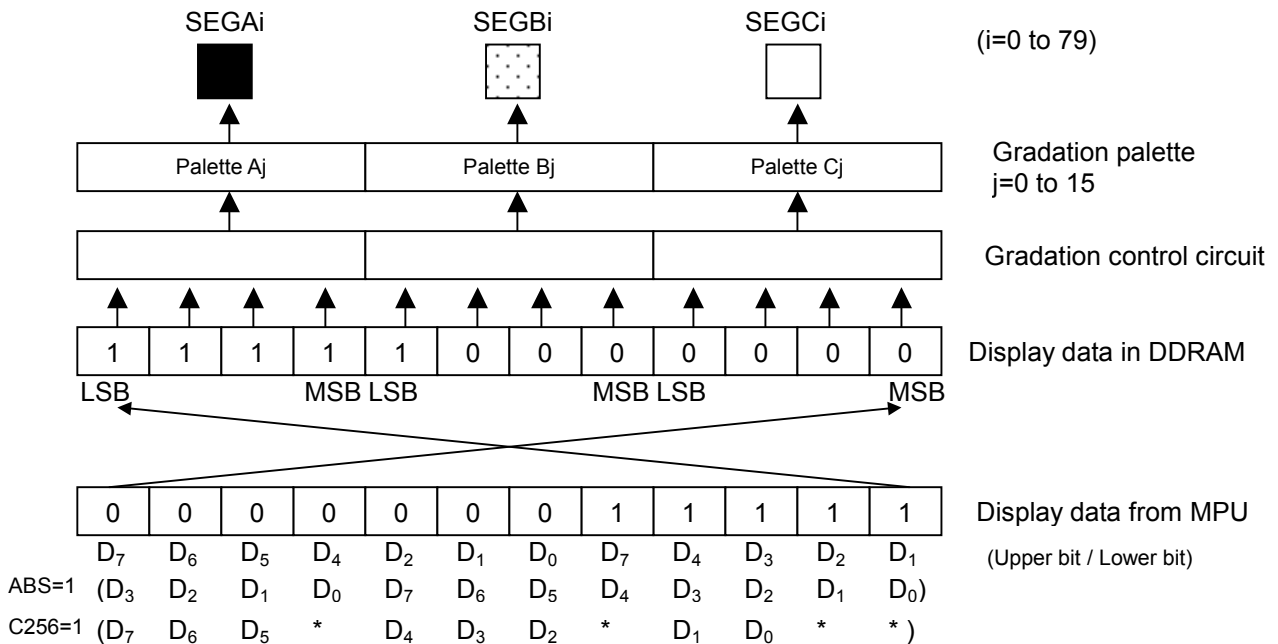 SEGAi SEGBi SEGCi (i=0 to 79)
Palette Aj Palette Bj Palette Cj Gradation palette
j=0 to 15
Gradation control circuit
1 1 1 1 1 0 0 0 0 0 0 0 Display data in DDRAM
LSB MSB LSB MSB LSB MSB
0 0 0 0 0 0 0 1 1 1 1 1 Display data from MPU
D7 D6 D5 D4 D2 D1 D0 D7 D4 D3 D2 D1 (Upper bit / Lower bit)
ABS=1 (D3 D2 D1 D0 D7 D6 D5 D4 D3 D2 D1 D0)
C256=1 (D7 D6 D5 * D4 D3 D2 * D1 D0 * * )